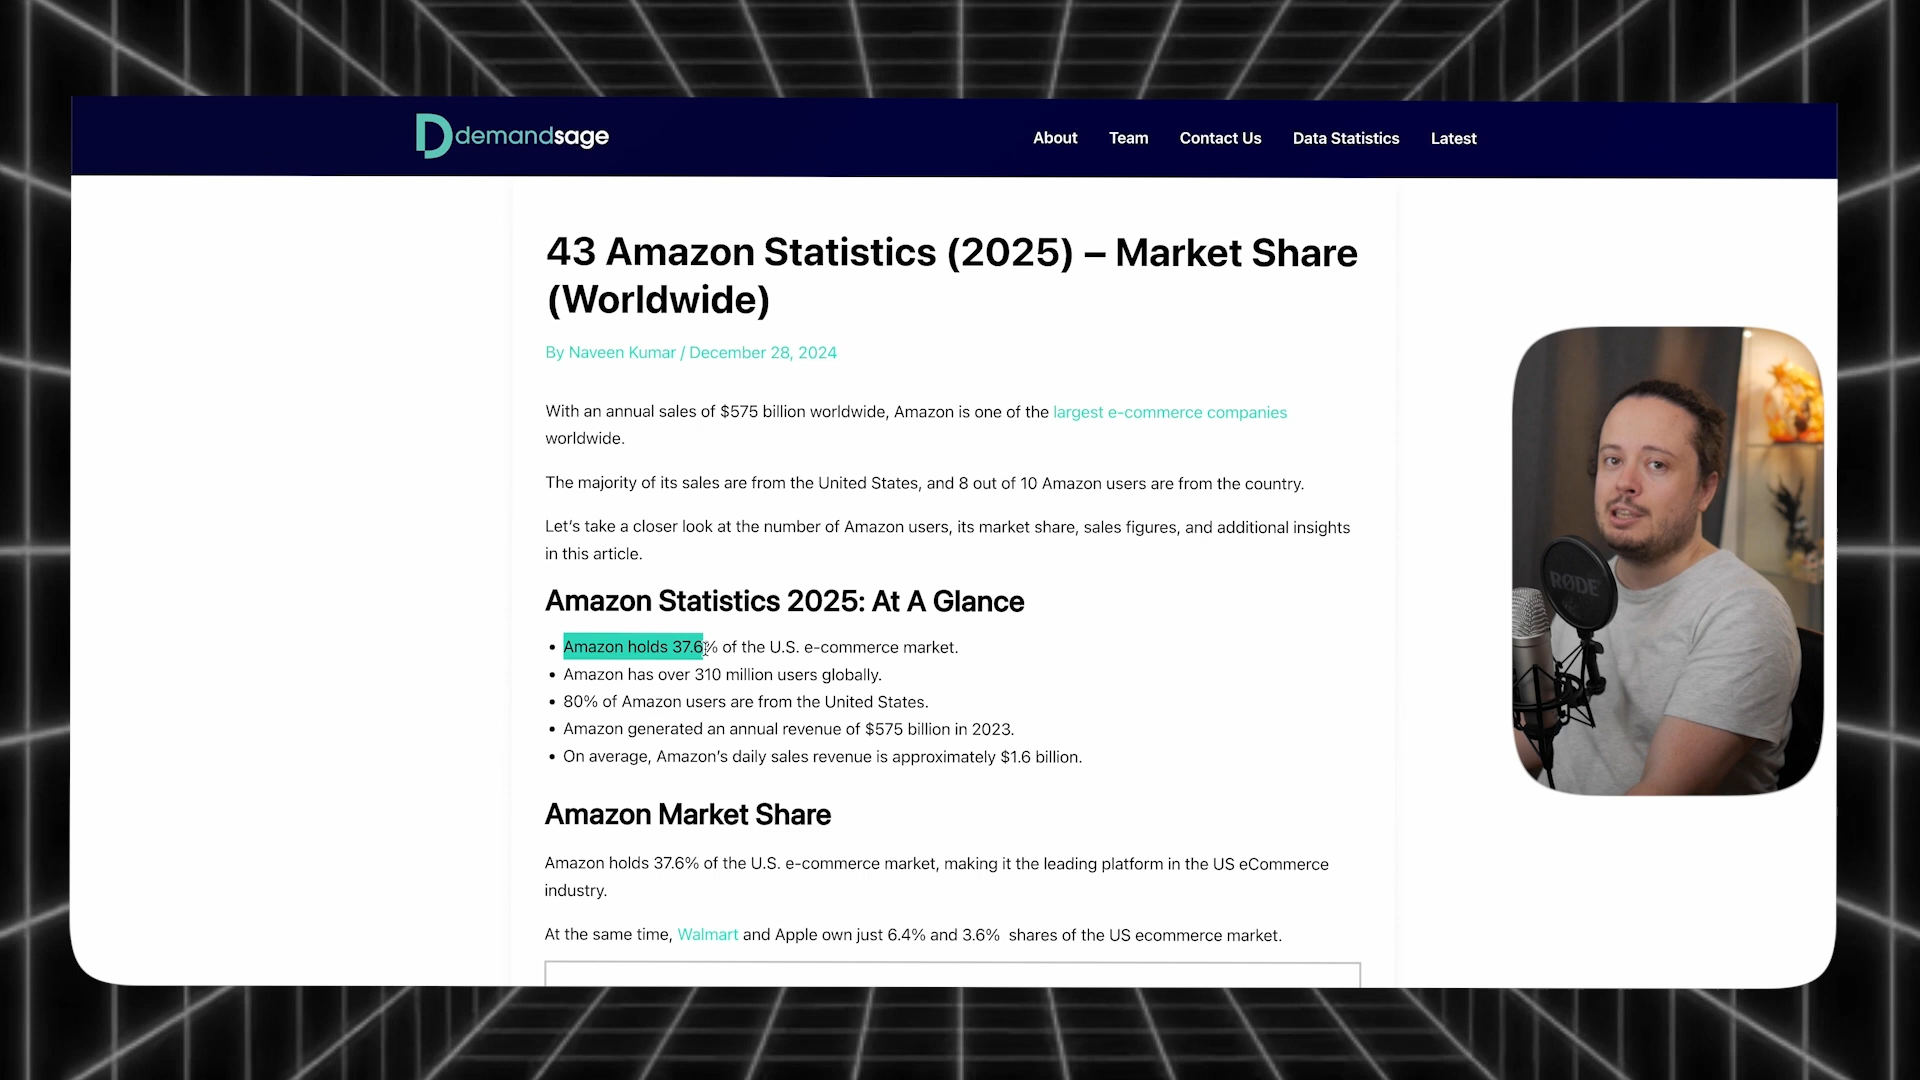 demandsage
About Team Contact Us Data Statistics Latest
43 Amazon Statistics (2025) – Market Share
(Worldwide)
By Naveen Kumar / December 28, 2024
With an annual sales of $575 billion worldwide, Amazon is one of the largest e-commerce companies
worldwide.
The majority of its sales are from the United States, and 8 out of 10 Amazon users are from the country.
Let’s take a closer look at the number of Amazon users, its market share, sales figures, and additional insights
in this article.
Amazon Statistics 2025: At A Glance
• Amazon holds 37.6% of the U.S. e-commerce market.
• Amazon has over 310 million users globally.
• 80% of Amazon users are from the United States.
• Amazon generated an annual revenue of $575 billion in 2023.
• On average, Amazon’s daily sales revenue is approximately $1.6 billion.
Amazon Market Share
Amazon holds 37.6% of the U.S. e-commerce market, making it the leading platform in the US eCommerce
industry.
At the same time, Walmart and Apple own just 6.4% and 3.6% shares of the US ecommerce market.
RØDE